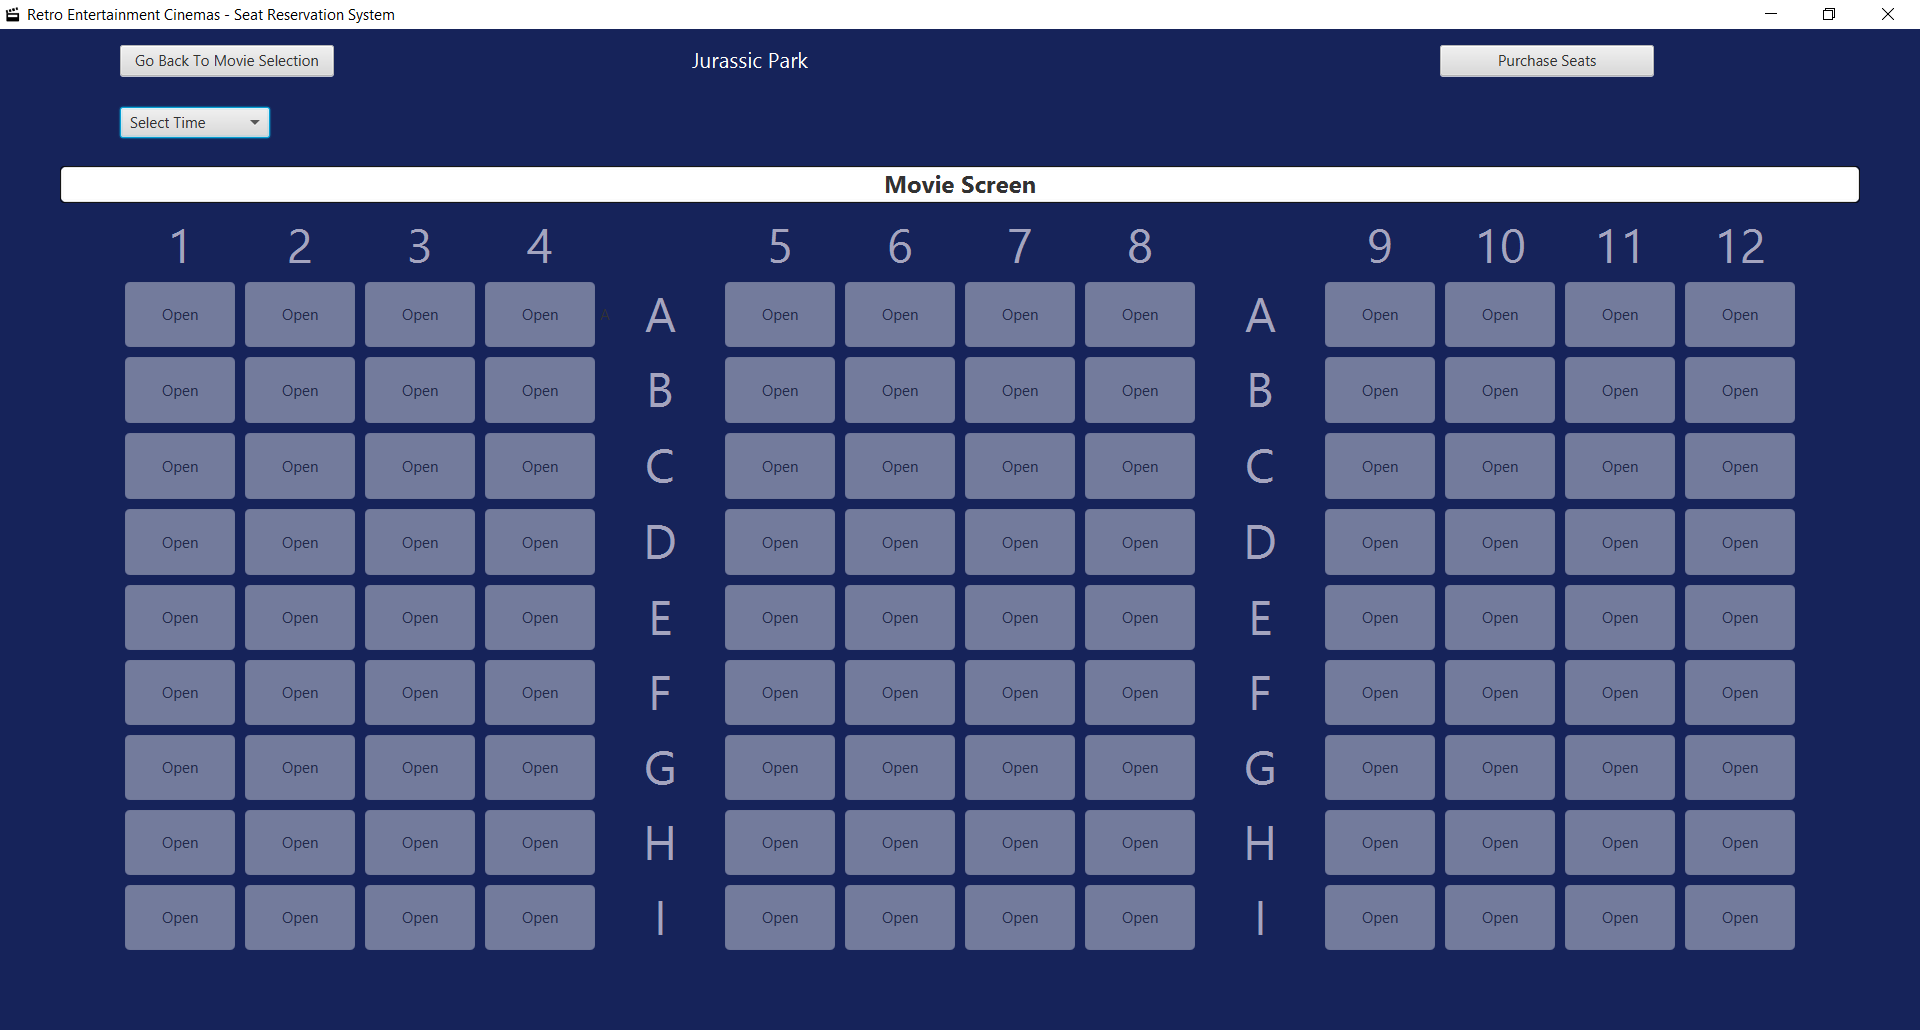 Retro Entertainment Cinemas - Seat Reservation System
Go Back To Movie Selection Jurassic Park Purchase Seats
Select Time
Movie Screen
1 2 3 4 5 6 7 8 9 10 11 12
Open Open Open Open A A Open Open Open Open A Open Open Open Open
Open Open Open Open B Open Open Open Open B Open Open Open Open
Open Open Open Open C Open Open Open Open C Open Open Open Open
Open Open Open Open D Open Open Open Open D Open Open Open Open
Open Open Open Open E Open Open Open Open E Open Open Open Open
Open Open Open Open F Open Open Open Open F Open Open Open Open
Open Open Open Open G Open Open Open Open G Open Open Open Open
Open Open Open Open H Open Open Open Open H Open Open Open Open
Open Open Open Open I Open Open Open Open I Open Open Open Open